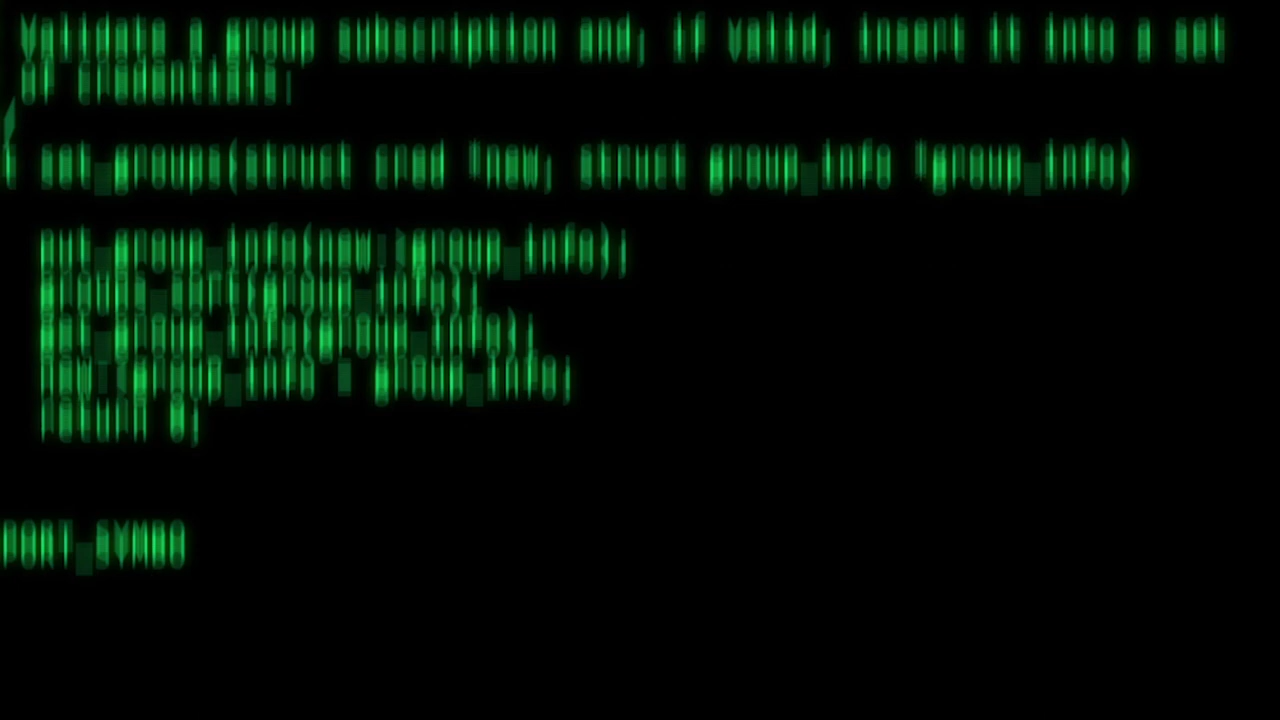 Validate a group subscription and, if valid, insert it into a set
of credentials.
/
t set_groups(struct cred *new, struct group_info *group_info)
put_group_info(new->group_info);
groups_sort(group_info);
get_group_info(group_info);
new->group_info = group_info;
return 0;
PORT_SYMBO